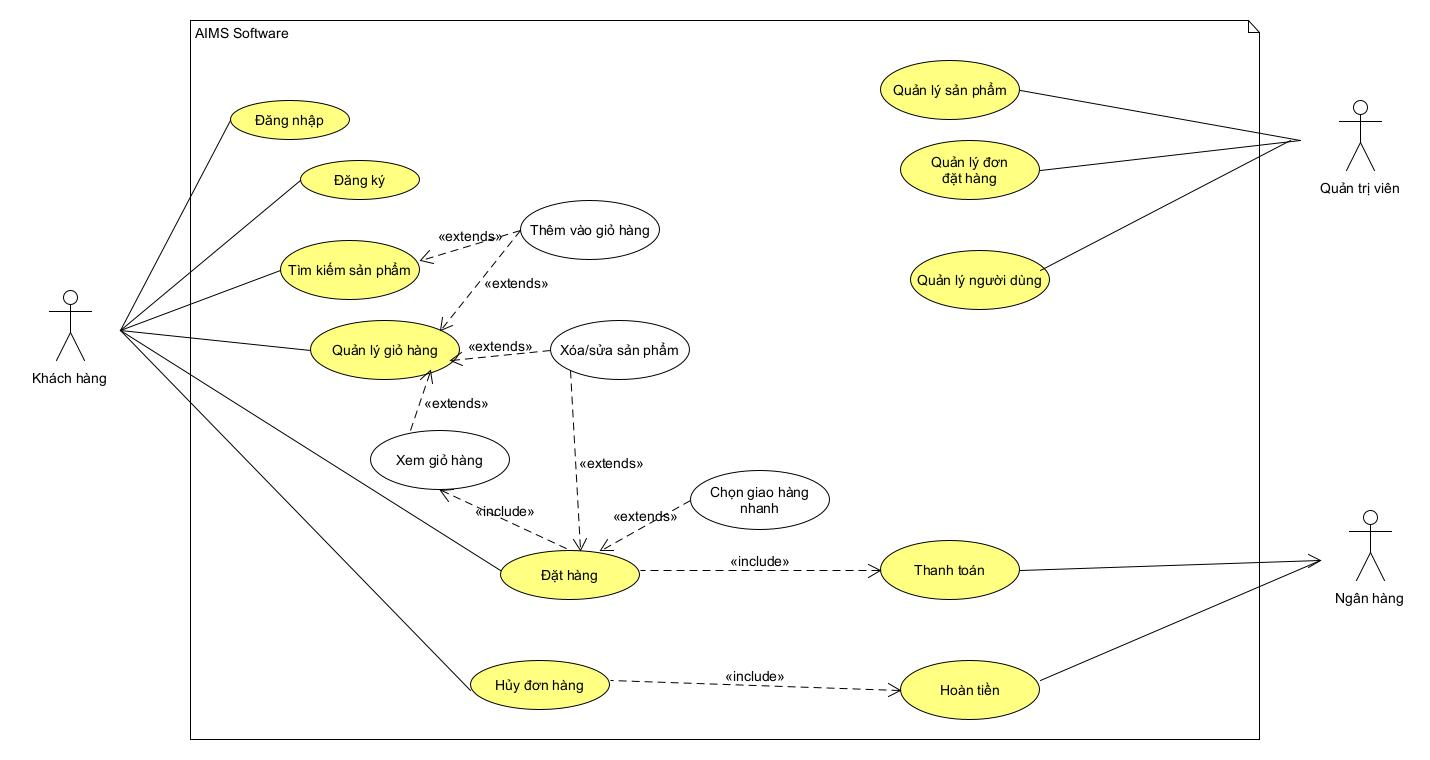 AIMS Software
Quản lý sản phẩm
Đăng nhập
Quản lý đơn
đặt hàng
Quản trị viên
Đăng ký
Thêm vào giỏ hàng
«extends»
Tìm kiếm sản phẩm
«extends»
Quản lý người dùng
Quản lý giỏ hàng
«extends»
Xóa/sửa sản phẩm
Khách hàng
«extends»
Xem giỏ hàng
«extends»
Chọn giao hàng
nhanh
«include»
«extends»
Đặt hàng
«include»
Thanh toán
Ngân hàng
Hủy đơn hàng
«include»
Hoàn tiền